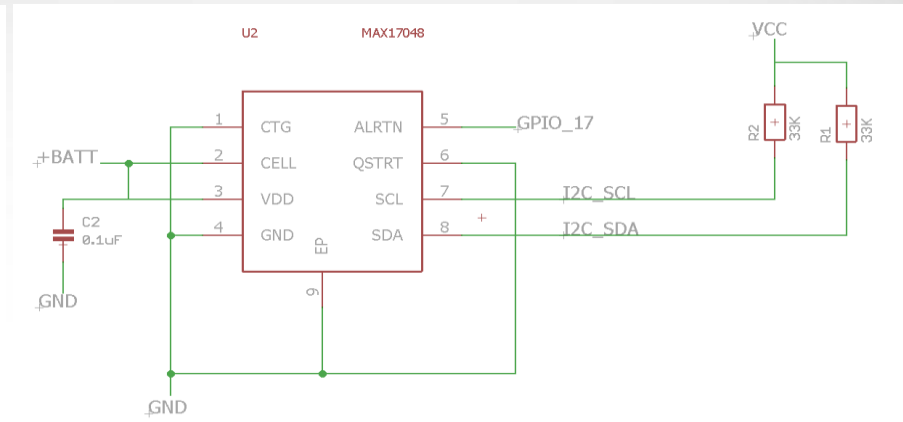 U2 MAX17048
VCC
1 CTG ALRTN 5 GPIO_17
R2 33K R1 33K
+BATT 2 CELL QSTRT 6
3 VDD SCL 7 I2C_SCL
C2
0.1uF
4 GND SDA 8 I2C_SDA
EP
9
GND
GND